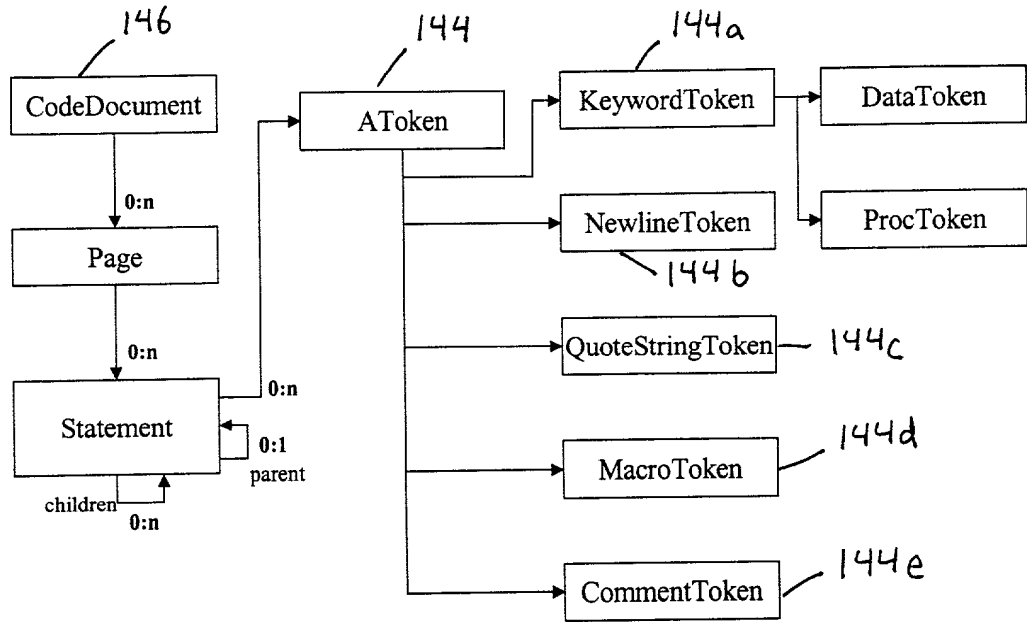 146
144
144a
CodeDocument
AToken
KeywordToken
DataToken
0:n
Page
NewlineToken
ProcToken
144b
0:n
QuoteStringToken
144c
0:n
Statement
0:1
parent
children
0:n
MacroToken
144d
CommentToken
144e